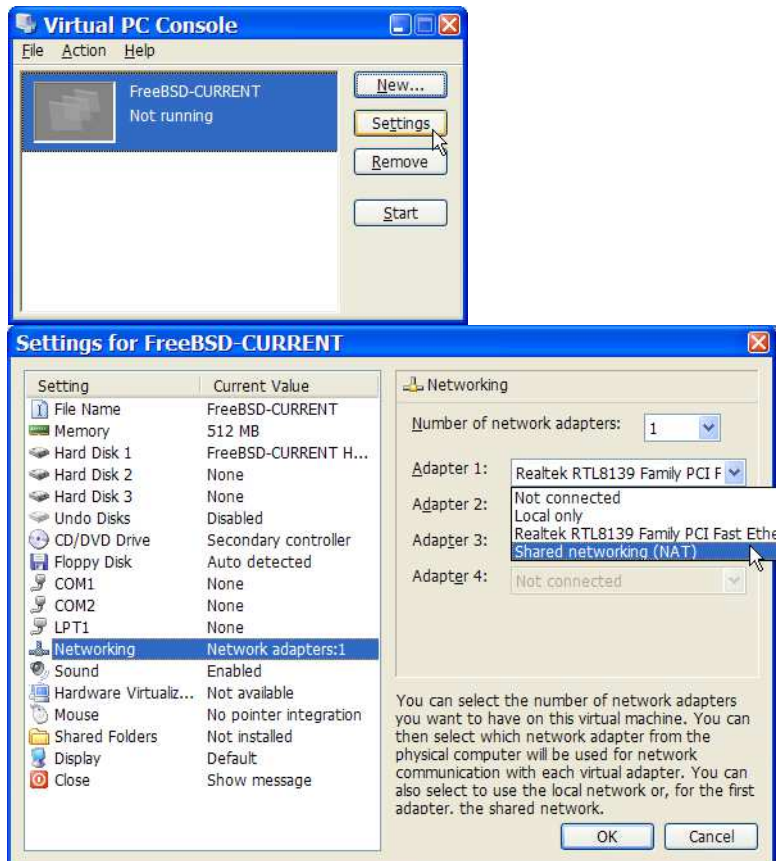 Virtual PC Console
File Action Help
FreeBSD-CURRENT
Not running
New...
Settings
Remove
Start
Settings for FreeBSD-CURRENT
Setting Current Value
File Name FreeBSD-CURRENT
Memory 512 MB
Hard Disk 1 FreeBSD-CURRENT H...
Hard Disk 2 None
Hard Disk 3 None
Undo Disks Disabled
CD/DVD Drive Secondary controller
Floppy Disk Auto detected
COM1 None
COM2 None
LPT1 None
Networking Network adapters:1
Sound Enabled
Hardware Virtualiz... Not available
Mouse No pointer integration
Shared Folders Not installed
Display Default
Close Show message
Networking
Number of network adapters: 1
Adapter 1: Realtek RTL8139 Family PCI F
Not connected
Adapter 2:
Local only
Realtek RTL8139 Family PCI Fast Ethe
Adapter 3:
Shared networking (NAT)
Adapter 4: Not connected
You can select the number of network adapters
you want to have on this virtual machine. You can
then select which network adapter from the
physical computer will be used for network
communication with each virtual adapter. You can
also select to use the local network or, for the first
adapter, the shared network.
OK Cancel